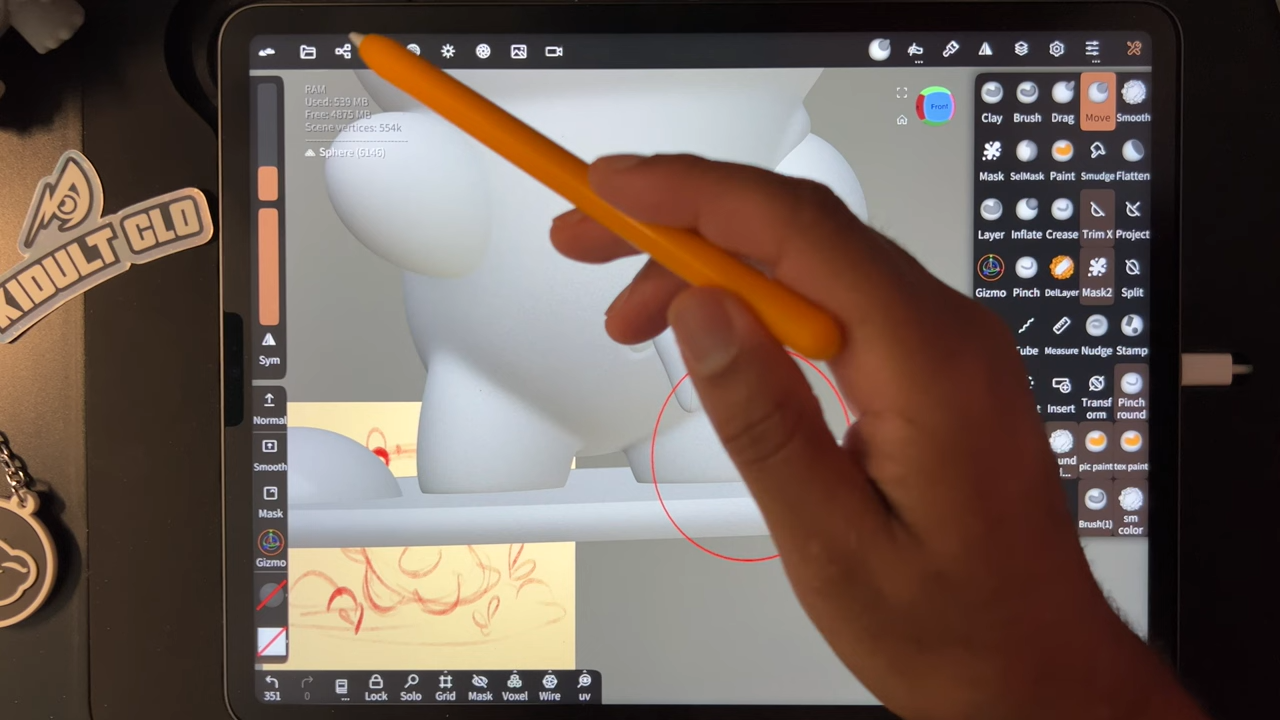 RAM
Used: 539 MB
Free: 4875 MB
Scene vertices: 554k
Sphere (6146)
Front
Clay Brush Drag Move Smooth
Mask SelMask Paint Smudge Flatten
Layer Inflate Crease Trim X Project
Gizmo Pinch DelLayer Mask2 Split
Tube Measure Nudge Stamp
Insert Transform Pinch round
pic paint tex paint
Brush(1) sm color
Sym
Normal
Smooth
Mask
Gizmo
351 0 Lock Solo Grid Mask Voxel Wire uv
KIDULT CLO